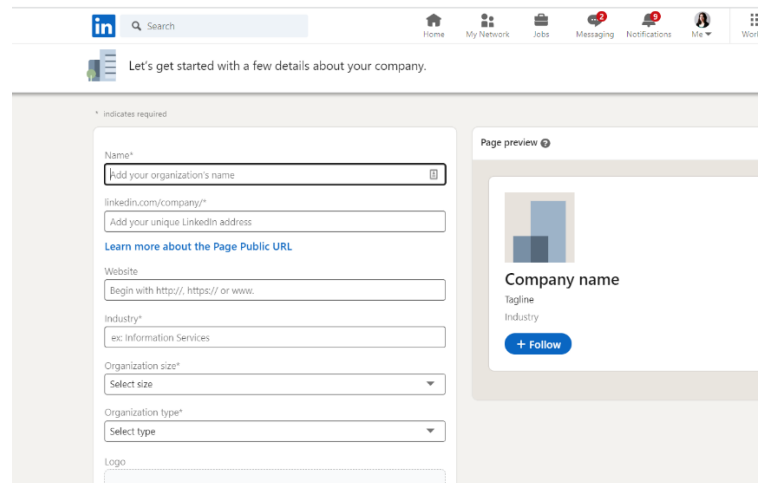 in
Search
Home
My Network
Jobs
2
Messaging
9
Notifications
Me
Let's get started with a few details about your company.
* indicates required
Name*
Add your organization's name
linkedin.com/company/*
Add your unique LinkedIn address
Learn more about the Page Public URL
Website
Begin with http://, https:// or www.
Industry*
ex: Information Services
Organization size*
Select size
Organization type*
Select type
Logo
Page preview
Company name
Tagline
Industry
+ Follow